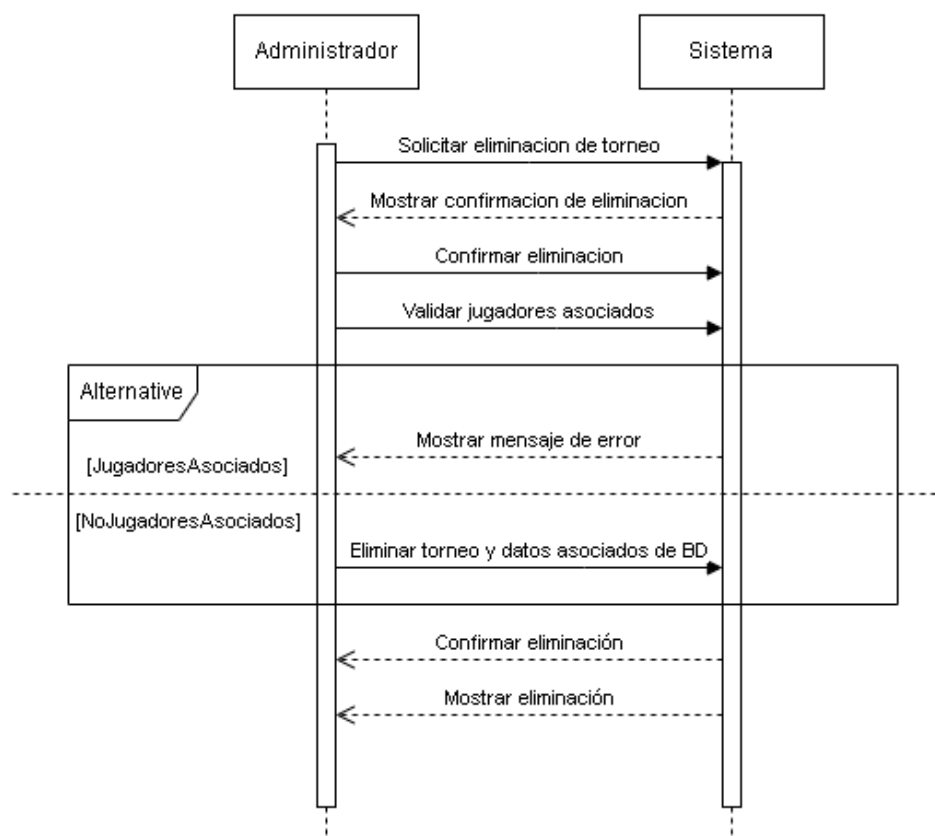 Administrador
Sistema
Solicitar eliminacion de torneo
Mostrar confirmacion de eliminacion
Confirmar eliminacion
Validar jugadores asociados
Alternative
Mostrar mensaje de error
[JugadoresAsociados]
[NoJugadoresAsociados]
Eliminar torneo y datos asociados de BD
Confirmar eliminación
Mostrar eliminación